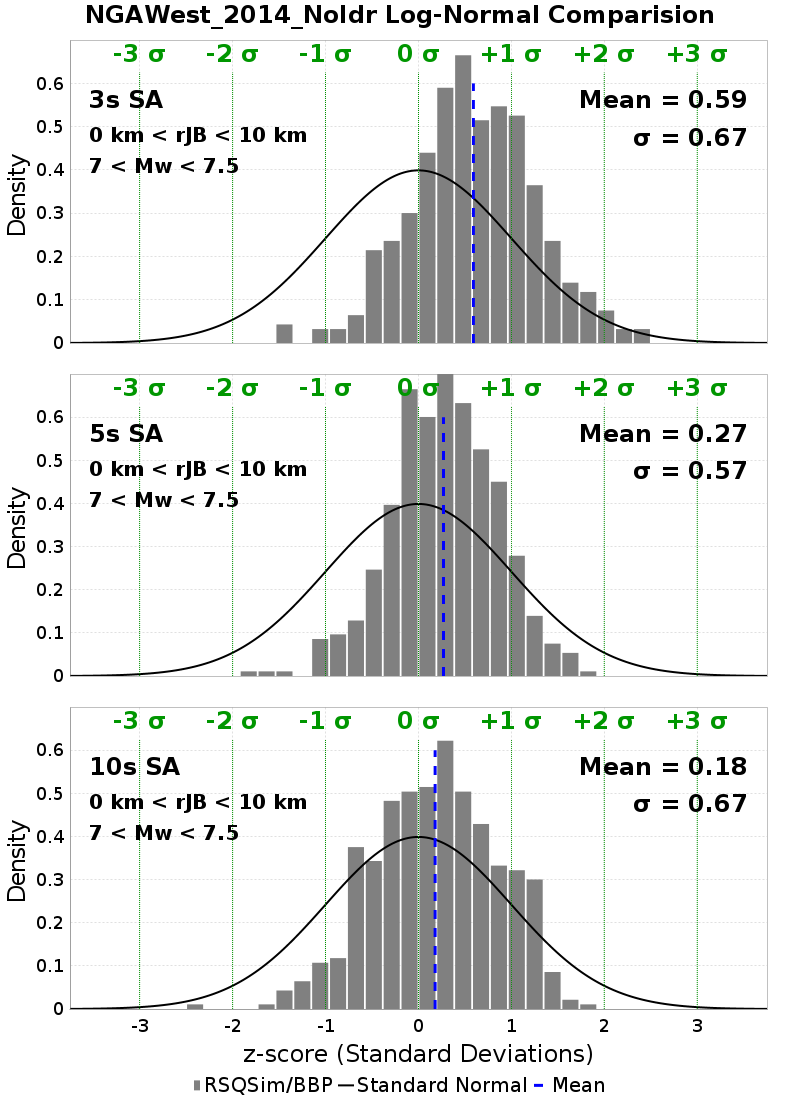 NGAWest_2014_NoIdr Log-Normal Comparision
-3 σ -2 σ -1 σ 0 σ +1 σ +2 σ +3 σ
3s SA
0 km < rJB < 10 km
7 < Mw < 7.5
Mean = 0.59
σ = 0.67
Density
0.6
0.5
0.4
0.3
0.2
0.1
0
-3 σ -2 σ -1 σ 0 σ +1 σ +2 σ +3 σ
5s SA
0 km < rJB < 10 km
7 < Mw < 7.5
Mean = 0.27
σ = 0.57
Density
0.6
0.5
0.4
0.3
0.2
0.1
0
-3 σ -2 σ -1 σ 0 σ +1 σ +2 σ +3 σ
10s SA
0 km < rJB < 10 km
7 < Mw < 7.5
Mean = 0.18
σ = 0.67
Density
0.6
0.5
0.4
0.3
0.2
0.1
0
-3 -2 -1 0 1 2 3
z-score (Standard Deviations)
RSQSim/BBP Standard Normal Mean